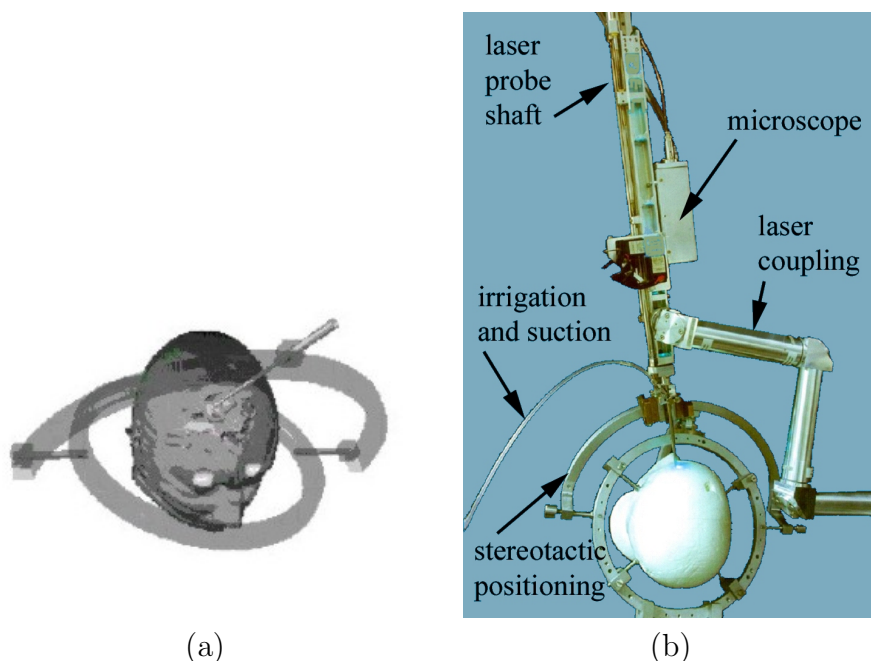 laser
probe
shaft
microscope
laser
coupling
irrigation
and suction
stereotactic
positioning
(a)
(b)